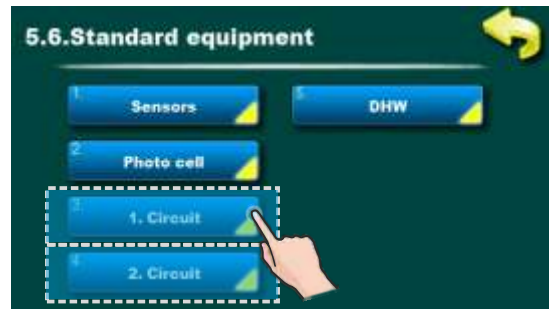 5.6.Standard equipment
1.
Sensors
2.
Photo cell
3.
1. Circuit
4.
2. Circuit
5.
DHW